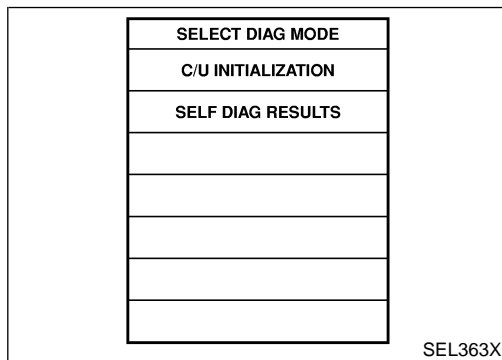 SELECT DIAG MODE
C/U INITIALIZATION
SELF DIAG RESULTS
SEL363X